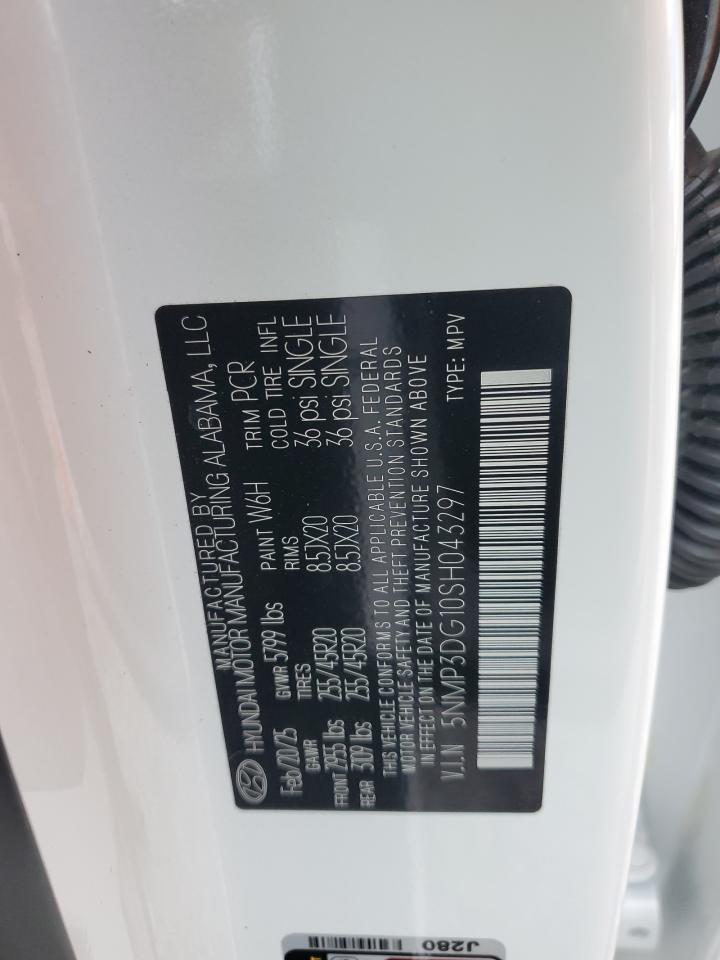 MANUFACTURED BY
HYUNDAI MOTOR MANUFACTURING ALABAMA, LLC
Feb/20/25 GVWR 5799 lbs PAINT W6H TRIM PCR
GAWR TIRES RIMS COLD TIRE INFL
FRONT 2955 lbs 255/45R20 8.5JX20 36 psi SINGLE
REAR 3109 lbs 255/45R20 8.5JX20 36 psi SINGLE
THIS VEHICLE CONFORMS TO ALL APPLICABLE U.S.A. FEDERAL
MOTOR VEHICLE SAFETY AND THEFT PREVENTION STANDARDS
IN EFFECT ON THE DATE OF MANUFACTURE SHOWN ABOVE
V.I.N 5NMP3DG10SH043297 TYPE: MPV
J280